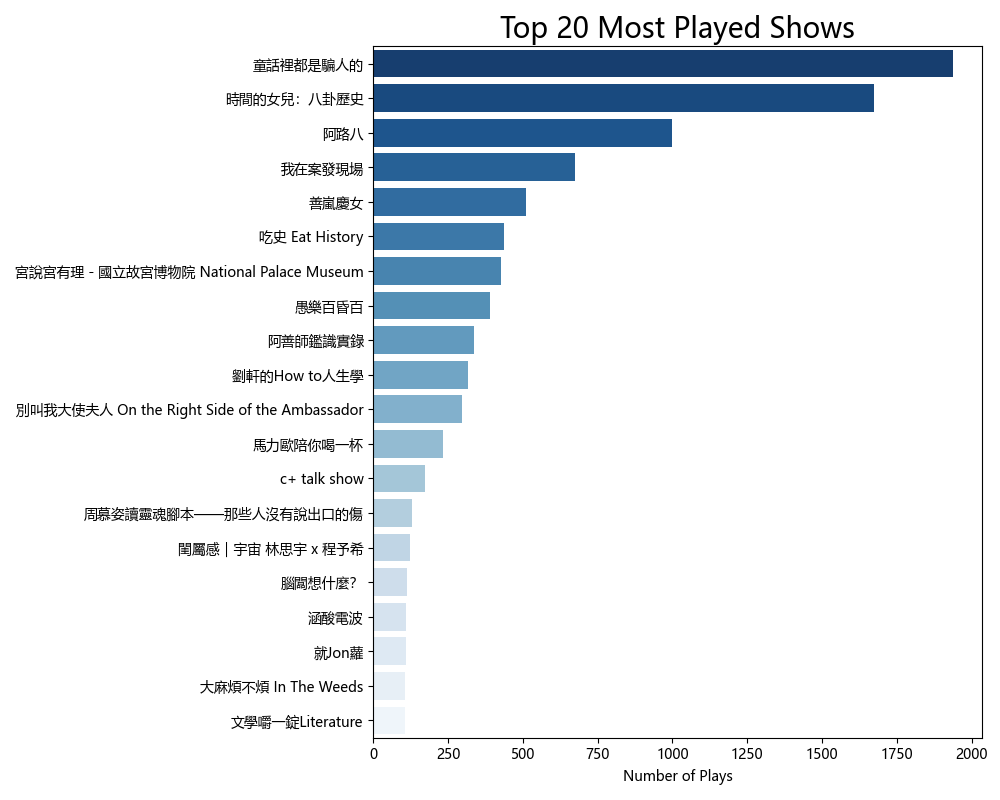 Top 20 Most Played Shows
童話裡都是騙人的
時間的女兒：八卦歷史
阿路八
我在案發現場
善嵐慶女
吃史 Eat History
宮說宮有理 - 國立故宮博物院 National Palace Museum
愚樂百昏百
阿善師鑑識實錄
劉軒的How to人生學
別叫我大使夫人 On the Right Side of the Ambassador
馬力歐陪你喝一杯
c+ talk show
周慕姿讀靈魂腳本——那些人沒有說出口的傷
閨屬感｜宇宙 林思宇 x 程予希
腦闆想什麼？
涵酸電波
就Jon蘿
大麻煩不煩 In The Weeds
文學嚼一錠Literature
0 250 500 750 1000 1250 1500 1750 2000
Number of Plays